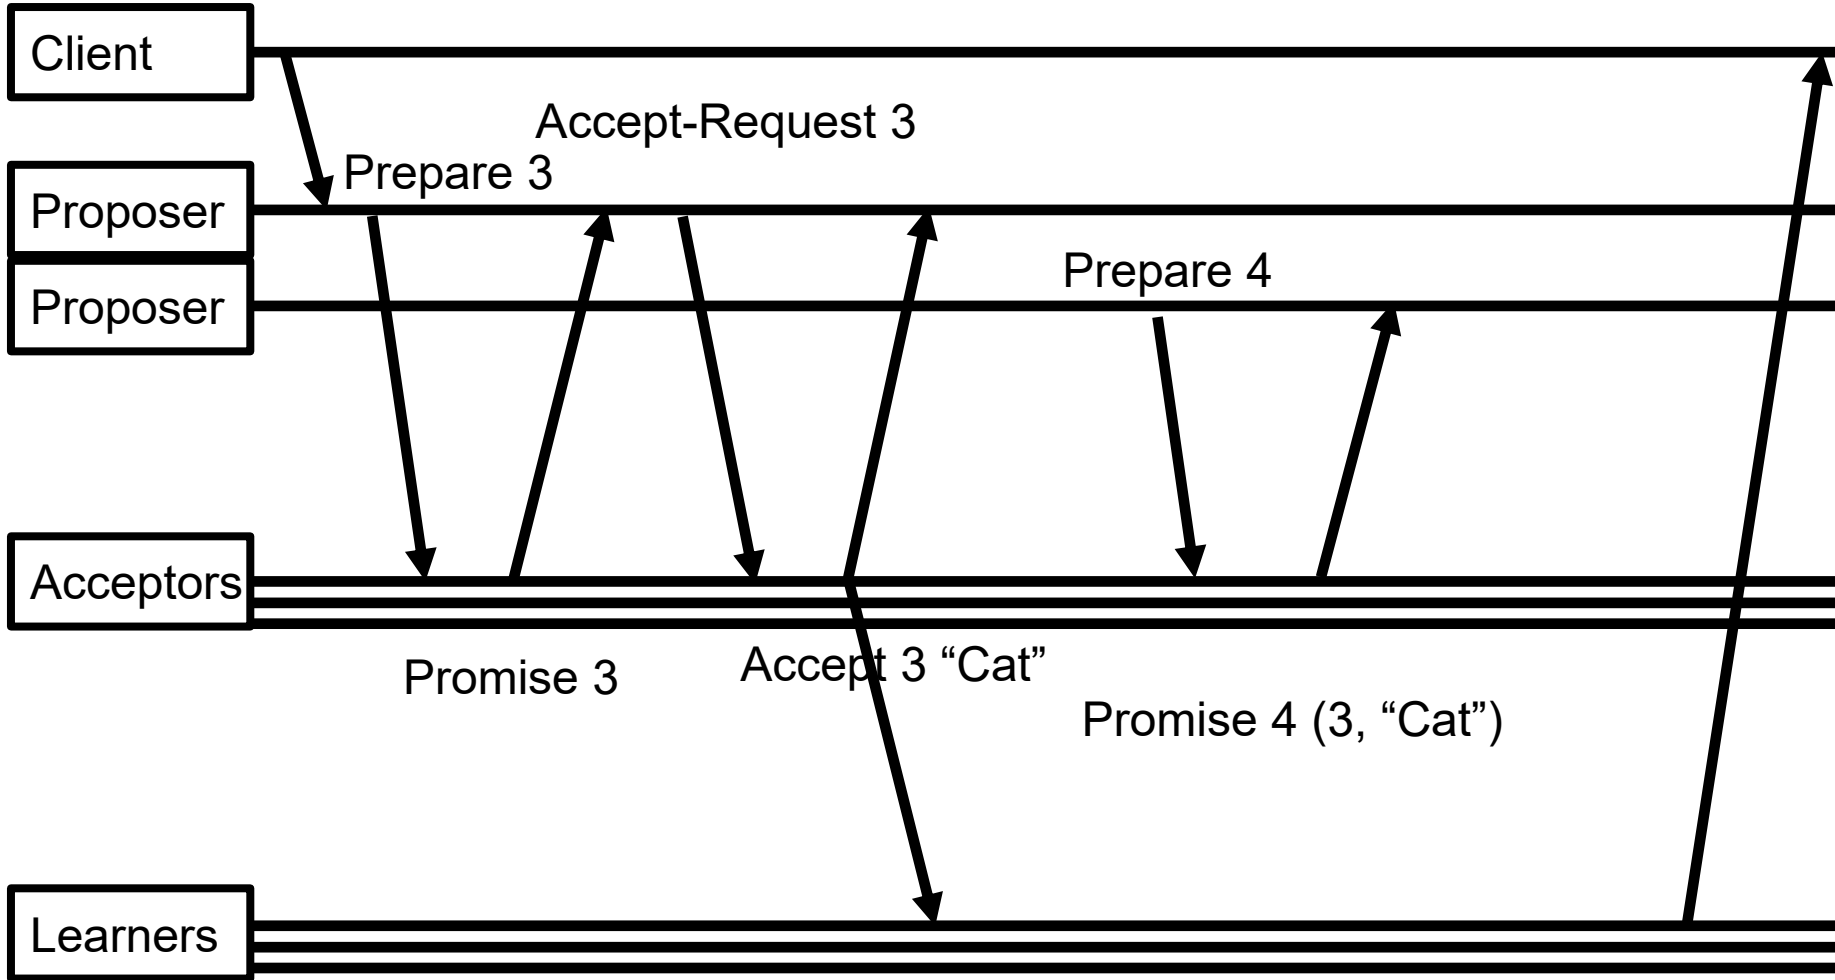 Client
Accept-Request 3
Prepare 3
Proposer
Prepare 4
Proposer
Acceptors
Promise 3
Accept 3 “Cat”
Promise 4 (3, “Cat”)
Learners